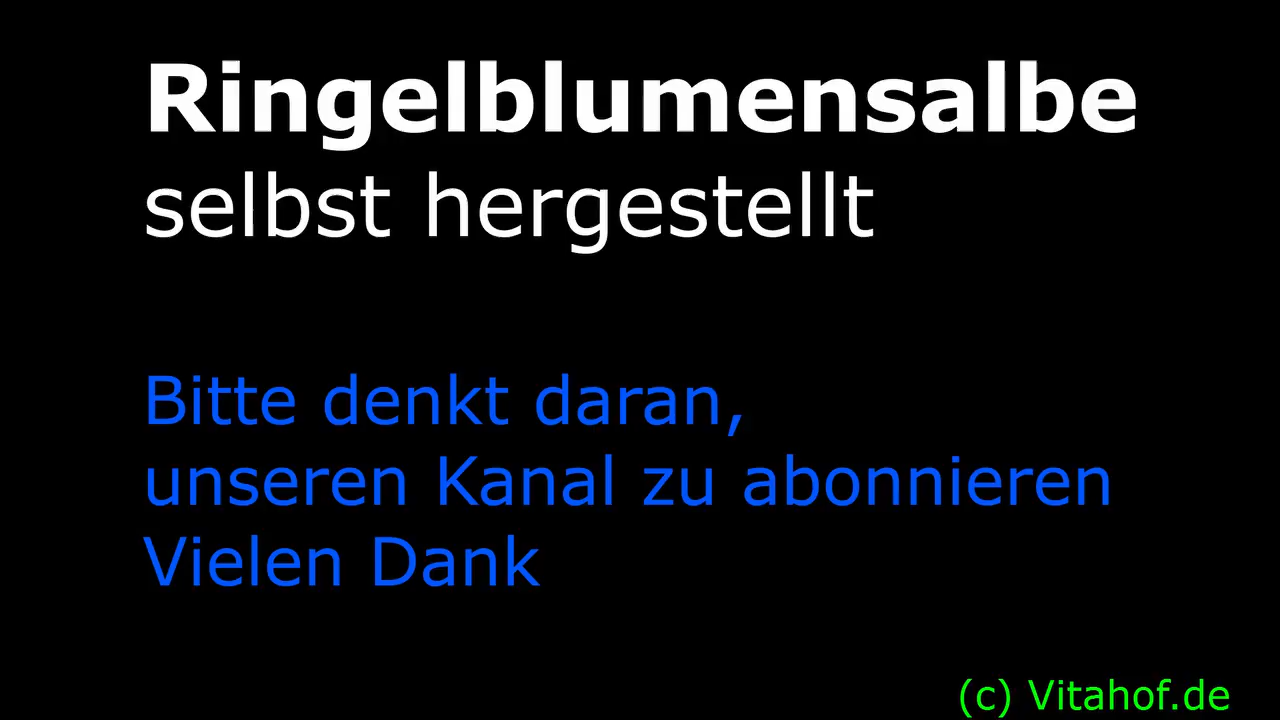 Ringelblumensalbe
selbst hergestellt
Bitte denkt daran,
unseren Kanal zu abonnieren
Vielen Dank
(c) Vitahof.de